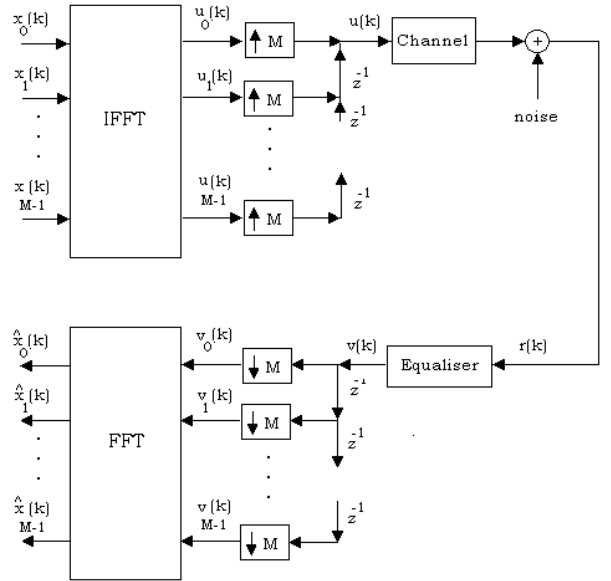 x0(k) u0(k) ↑ M u(k) Channel +
x1(k) u1(k) ↑ M z-1
z-1
IFFT noise
x(k) M-1 u(k) M-1 ↑ M z-1
x̂0(k) v0(k) ↓ M v(k) Equaliser r(k)
z-1
x̂1(k) v1(k) ↓ M z-1
FFT
x̂(k) M-1 v(k) M-1 ↓ M z-1